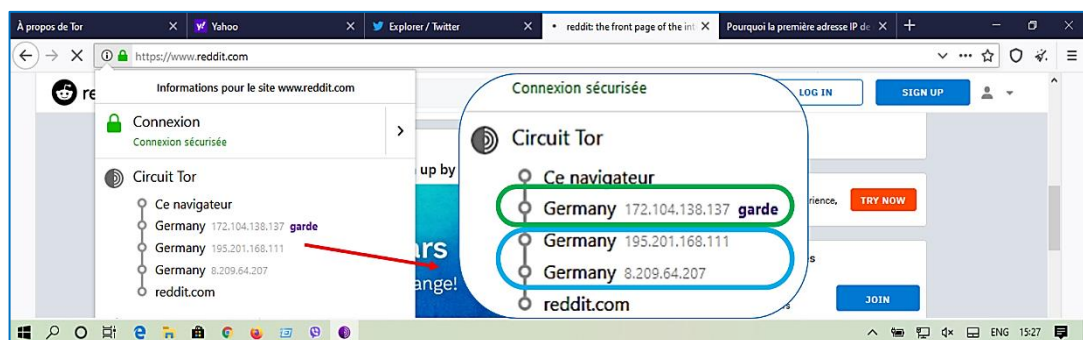 À propos de Tor
Yahoo
Explorer / Twitter
reddit: the front page of the int
Pourquoi la première adresse IP de
https://www.reddit.com
Informations pour le site www.reddit.com
Connexion
Connexion sécurisée
Circuit Tor
Ce navigateur
Germany 172.104.138.137 garde
Germany 195.201.168.111
Germany 8.209.64.207
reddit.com
re
up by
rs
ange!
Connexion sécurisée
Circuit Tor
Ce navigateur
Germany 172.104.138.137 garde
Germany 195.201.168.111
Germany 8.209.64.207
reddit.com
LOG IN
SIGN UP
rience,
TRY NOW
s
JOIN
ENG 15:27